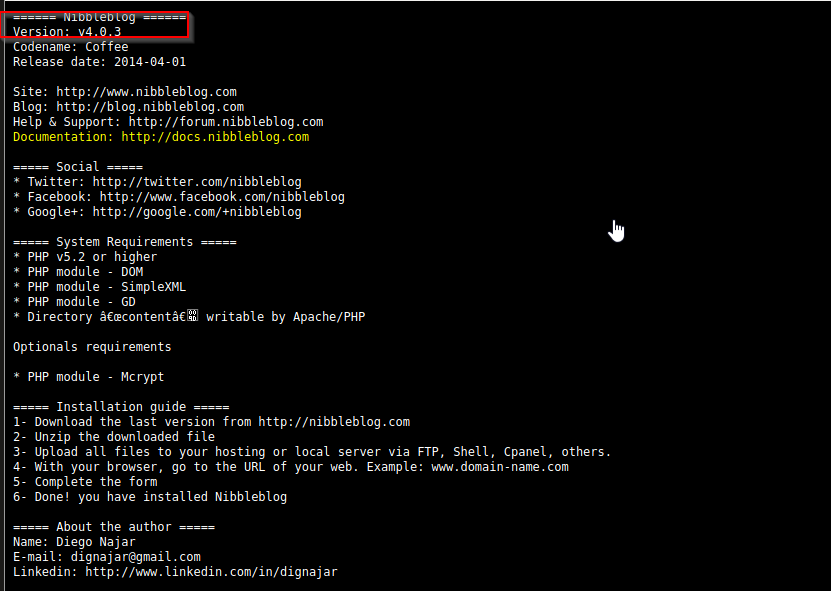 ====== Nibbleblog ======
Version: v4.0.3
Codename: Coffee
Release date: 2014-04-01
Site: http://www.nibbleblog.com
Blog: http://blog.nibbleblog.com
Help & Support: http://forum.nibbleblog.com
Documentation: http://docs.nibbleblog.com
===== Social =====
* Twitter: http://twitter.com/nibbleblog
* Facebook: http://www.facebook.com/nibbleblog
* Google+: http://google.com/+nibbleblog
===== System Requirements =====
* PHP v5.2 or higher
* PHP module - DOM
* PHP module - SimpleXML
* PHP module - GD
* Directory â€œcontentâ€ writable by Apache/PHP
Optionals requirements
* PHP module - Mcrypt
===== Installation guide =====
1- Download the last version from http://nibbleblog.com
2- Unzip the downloaded file
3- Upload all files to your hosting or local server via FTP, Shell, Cpanel, others.
4- With your browser, go to the URL of your web. Example: www.domain-name.com
5- Complete the form
6- Done! you have installed Nibbleblog
===== About the author =====
Name: Diego Najar
E-mail: dignajar@gmail.com
Linkedin: http://www.linkedin.com/in/dignajar